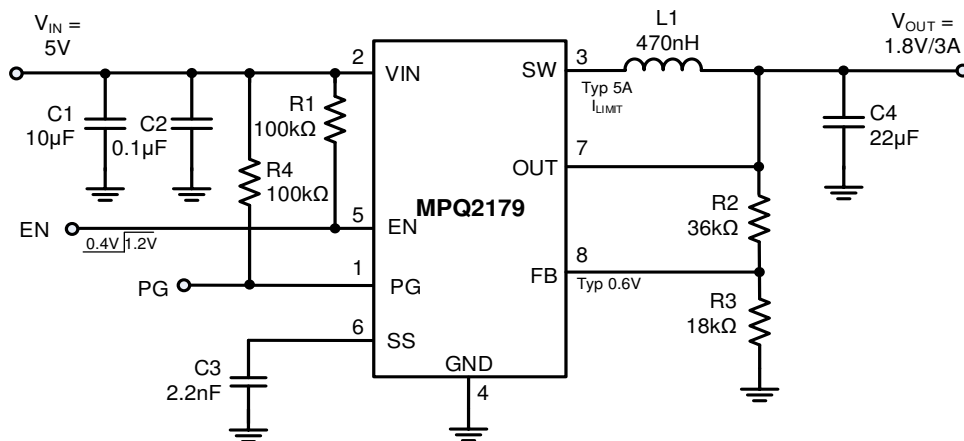 V_IN =
5V
L1
470nH
V_OUT =
1.8V/3A
2
VIN
SW
3
Typ 5A
I_LIMIT
C1
10µF
C2
0.1µF
R1
100kΩ
C4
22µF
R4
100kΩ
7
OUT
MPQ2179
R2
36kΩ
EN
0.4V 1.2V
5
EN
8
FB
Typ 0.6V
PG
1
PG
R3
18kΩ
6
SS
C3
2.2nF
GND
4